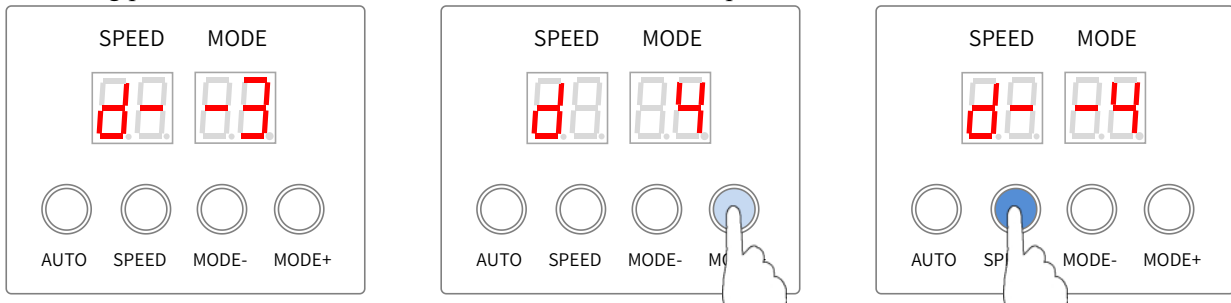 SPEED MODE
d- -3
AUTO SPEED MODE- MODE+
SPEED MODE
d 4
AUTO SPEED MODE-
SPEED MODE
d- -4
AUTO MODE- MODE+